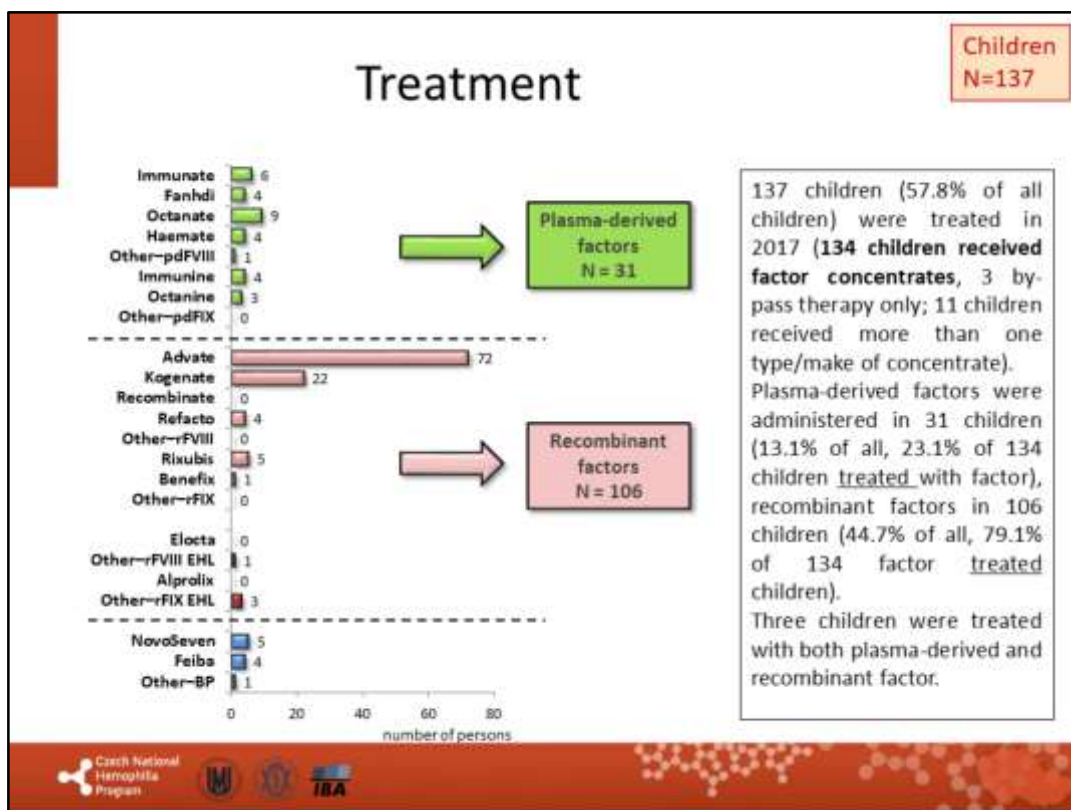 Children
N=137
Treatment
Immunate 6
Fanhdi 4
Octanate 9
Haemate 4
Other-pdFVIII 1
Immunine 4
Octanine 3
Other-pdFIX 0
Plasma-derived
factors
N = 31
Advate 72
Kogenate 22
Recombinate 0
Refacto 4
Other-rFVIII 0
Rixubis 5
Benefix 1
Other-rFIX 0
Recombinant
factors
N = 106
Elocta 0
Other-rFVIII EHL 1
Alprolix 0
Other-rFIX EHL 3
NovoSeven 5
Feiba 4
Other-BP 1
0 20 40 60 80
number of persons
137 children (57.8% of all
children) were treated in
2017 (134 children received
factor concentrates, 3 by-
pass therapy only; 11 children
received more than one
type/make of concentrate).
Plasma-derived factors were
administered in 31 children
(13.1% of all, 23.1% of 134
children treated with factor),
recombinant factors in 106
children (44.7% of all, 79.1%
of 134 factor treated
children).
Three children were treated
with both plasma-derived and
recombinant factor.
Czech National
Hemophilia
Program
IBA